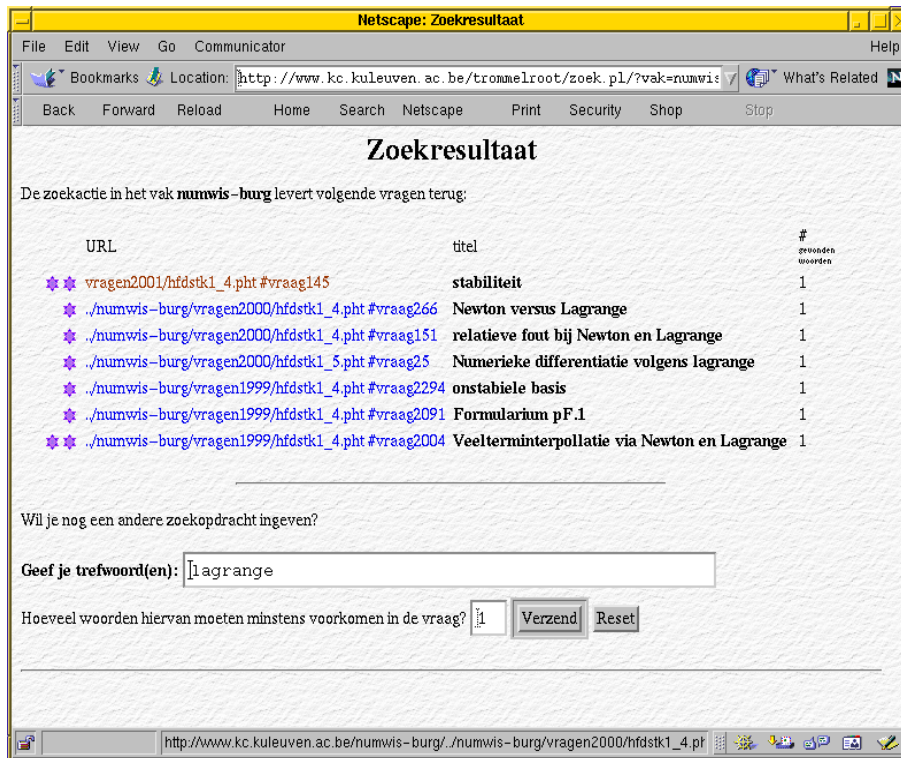 Netscape: Zoekresultaat
File Edit View Go Communicator Help
Bookmarks Location: http://www.kc.kuleuven.ac.be/trommelroot/zoek.pl/?vak=numwis What's Related N
Back Forward Reload Home Search Netscape Print Security Shop Stop
Zoekresultaat
De zoekactie in het vak numwis-burg levert volgende vragen terug:
URL titel # gevonden woorden
vragen2001/hfdstk1_4.pht #vraag145 stabiliteit 1
../numwis-burg/vragen2000/hfdstk1_4.pht #vraag266 Newton versus Lagrange 1
../numwis-burg/vragen2000/hfdstk1_4.pht #vraag151 relatieve fout bij Newton en Lagrange 1
../numwis-burg/vragen2000/hfdstk1_5.pht #vraag25 Numerieke differentiatie volgens lagrange 1
../numwis-burg/vragen1999/hfdstk1_4.pht #vraag2294 onstabiele basis 1
../numwis-burg/vragen1999/hfdstk1_4.pht #vraag2091 Formularium pF.1 1
../numwis-burg/vragen1999/hfdstk1_4.pht #vraag2004 Veelterminterpollatie via Newton en Lagrange 1
Wil je nog een andere zoekopdracht ingeven?
Geef je trefwoord(en): lagrange
Hoeveel woorden hiervan moeten minstens voorkomen in de vraag? 1 Verzend Reset
http://www.kc.kuleuven.ac.be/numwis-burg/../numwis-burg/vragen2000/hfdstk1_4.pt